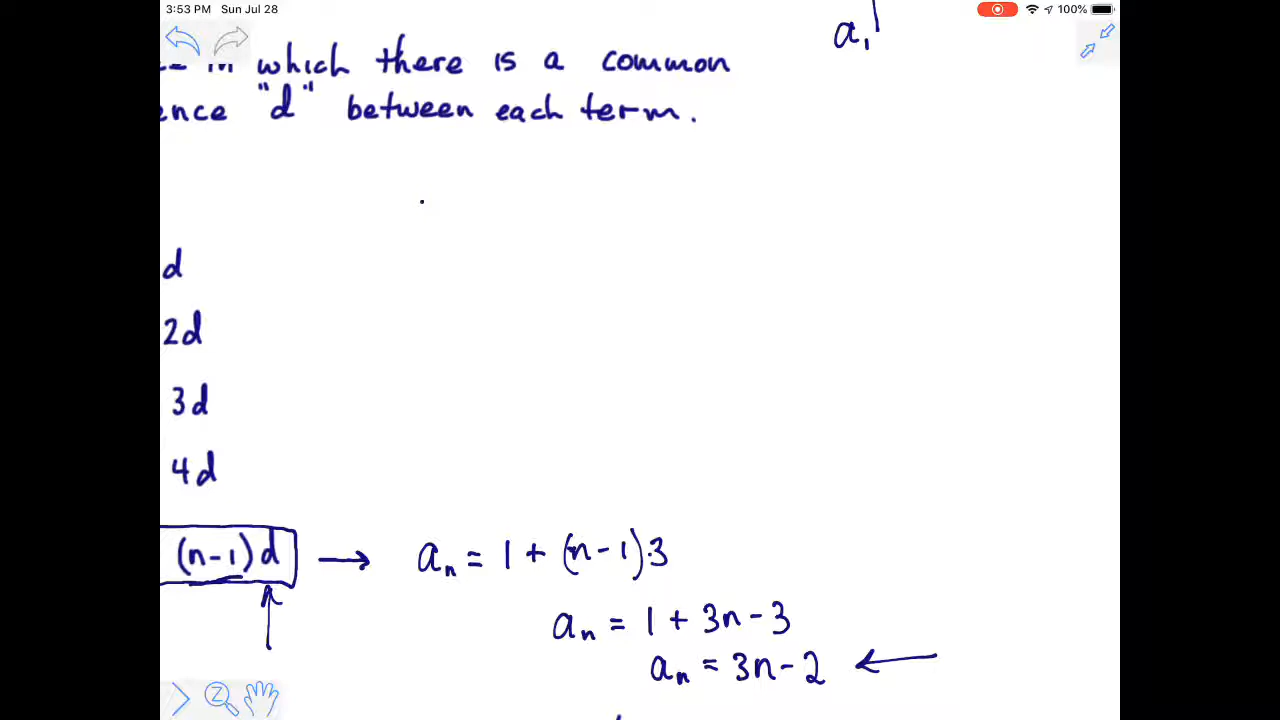 3:53 PM Sun Jul 28 100%
a₁
which there is a common
ence "d" between each term.
d
2d
3d
4d
(n-1)d → aₙ = 1 + (n-1)·3
aₙ = 1 + 3n - 3
aₙ = 3n - 2 ←